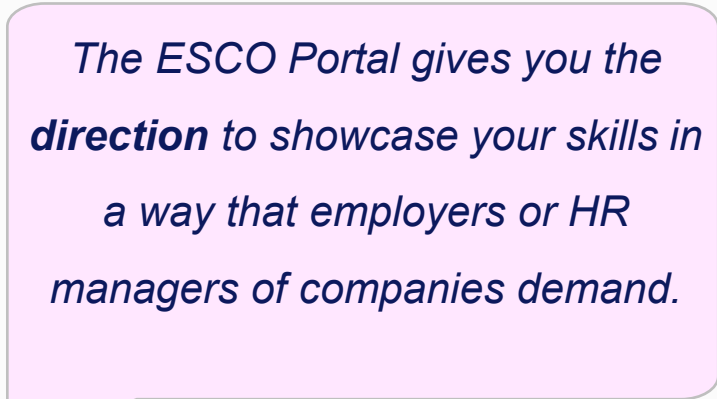 The ESCO Portal gives you the
direction to showcase your skills in
a way that employers or HR
managers of companies demand.